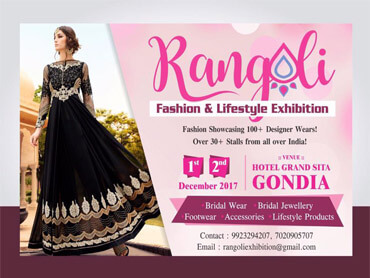 Rangoli
Fashion & Lifestyle Exhibition
Fashion Showcasing 100+ Designer Wears!
Over 30+ Stalls from all over India!
1st 2nd
December 2017
VENUE
HOTEL GRAND SITA
GONDIA
• Bridal Wear • Bridal Jewellery
Footwear • Accessories • Lifestyle Products
Contact : 9923294207, 7020905707
Email : rangoliexhibition@gmail.com